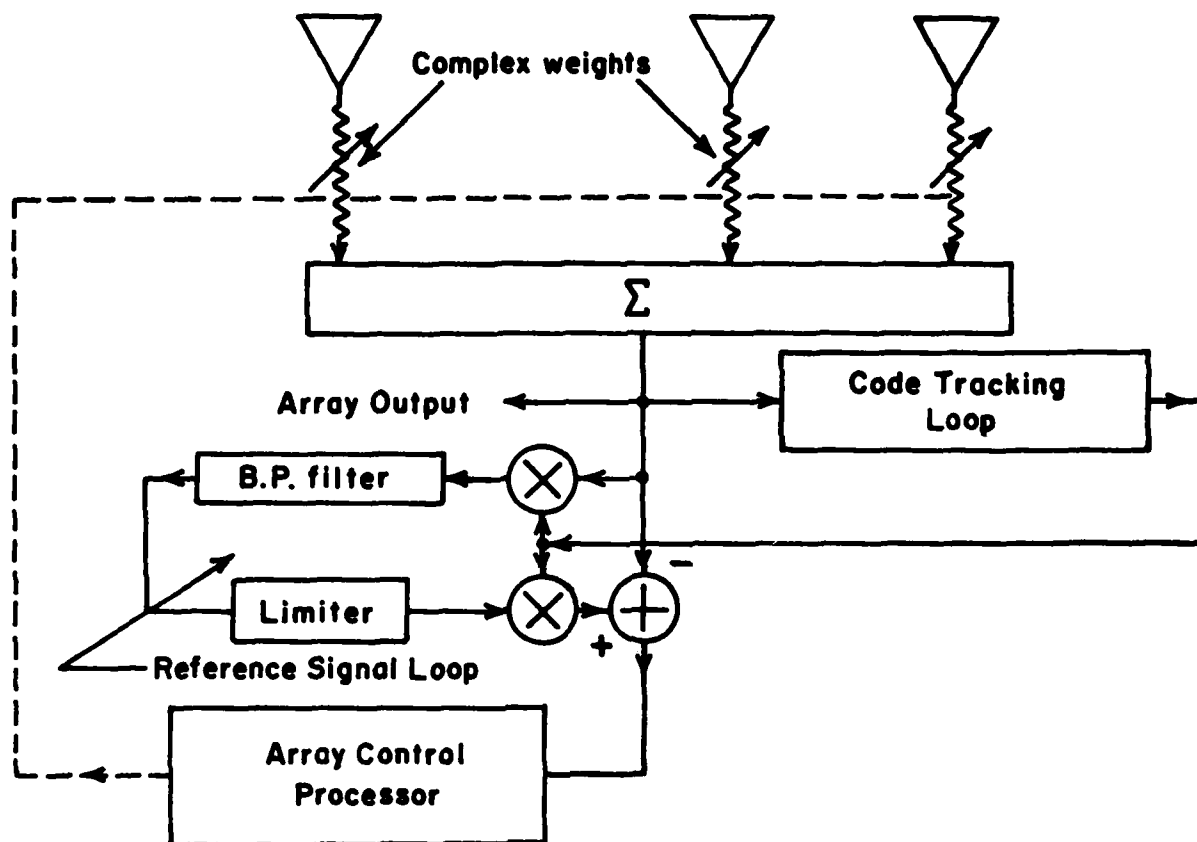 Complex weights
Σ
Code Tracking
Loop
Array Output
B.P. filter
−
Limiter
+
Reference Signal Loop
Array Control
Processor